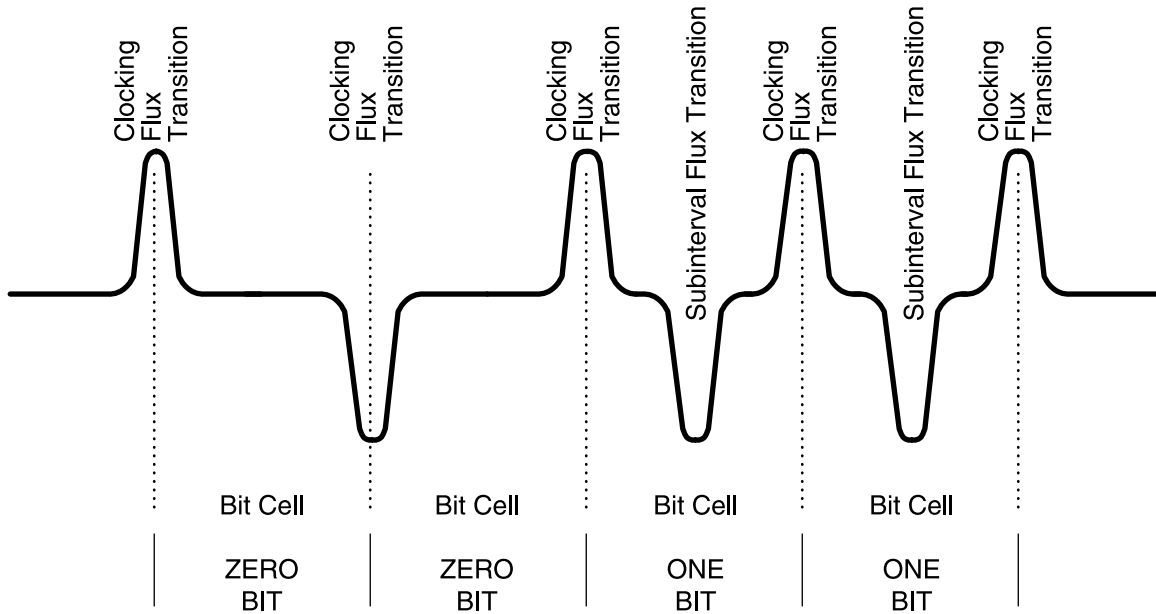 Clocking
Flux
Transition
Clocking
Flux
Transition
Clocking
Flux
Transition
Subinterval Flux Transition
Clocking
Flux
Transition
Subinterval Flux Transition
Clocking
Flux
Transition
Bit Cell
Bit Cell
Bit Cell
Bit Cell
ZERO
BIT
ZERO
BIT
ONE
BIT
ONE
BIT